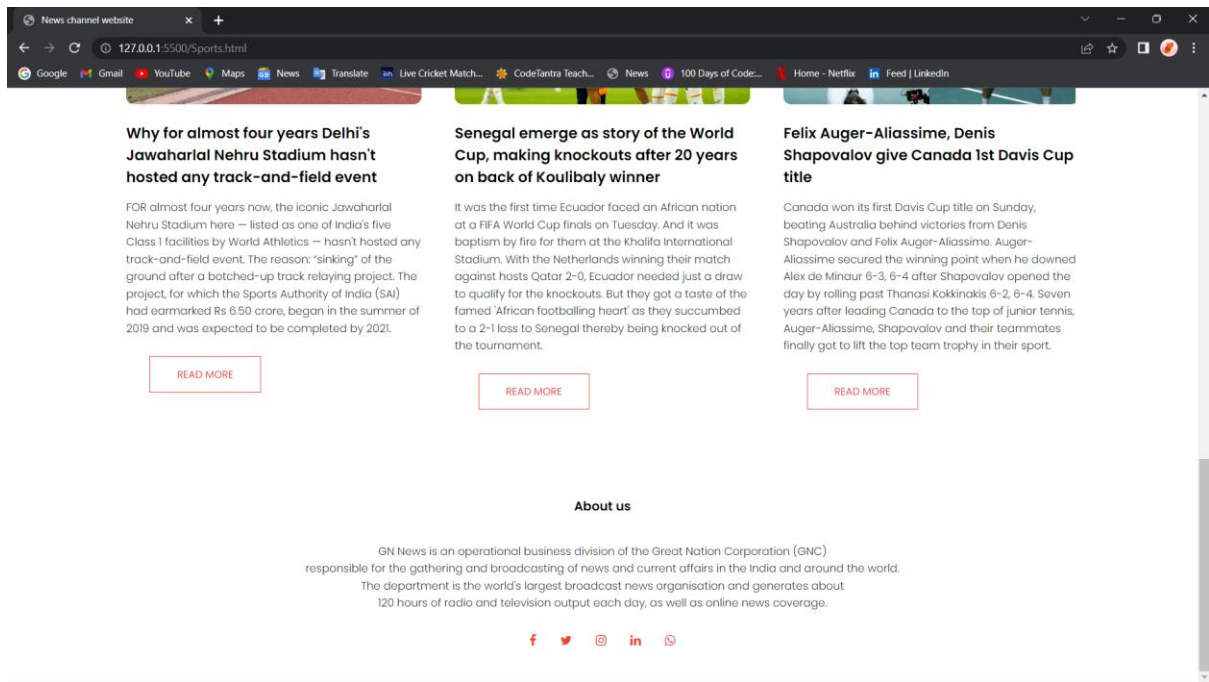 News channel website
127.0.0.1:5500/Sports.html
Google Gmail YouTube Maps News Translate Live Cricket Match... CodeTantra Teach... News 100 Days of Code:... Home - Netflix Feed | LinkedIn
Why for almost four years Delhi's
Jawaharlal Nehru Stadium hasn't
hosted any track-and-field event
FOR almost four years now, the iconic Jawaharlal
Nehru Stadium here — listed as one of India's five
Class 1 facilities by World Athletics — hasn't hosted any
track-and-field event. The reason: "sinking" of the
ground after a botched-up track relaying project. The
project, for which the Sports Authority of India (SAI)
had earmarked Rs 6.50 crore, began in the summer of
2019 and was expected to be completed by 2021.
READ MORE
Senegal emerge as story of the World
Cup, making knockouts after 20 years
on back of Koulibaly winner
It was the first time Ecuador faced an African nation
at a FIFA World Cup finals on Tuesday. And it was
baptism by fire for them at the Khalifa International
Stadium. With the Netherlands winning their match
against hosts Qatar 2-0, Ecuador needed just a draw
to qualify for the knockouts. But they got a taste of the
famed 'African footballing heart' as they succumbed
to a 2-1 loss to Senegal thereby being knocked out of
the tournament.
READ MORE
Felix Auger-Aliassime, Denis
Shapovalov give Canada 1st Davis Cup
title
Canada won its first Davis Cup title on Sunday,
beating Australia behind victories from Denis
Shapovalov and Felix Auger-Aliassime. Auger-
Aliassime secured the winning point when he downed
Alex de Minaur 6-3, 6-4 after Shapovalov opened the
day by rolling past Thanasi Kokkinakis 6-2, 6-4. Seven
years after leading Canada to the top of junior tennis,
Auger-Aliassime, Shapovalov and their teammates
finally got to lift the top team trophy in their sport.
READ MORE
About us
GN News is an operational business division of the Great Nation Corporation (GNC)
responsible for the gathering and broadcasting of news and current affairs in the India and around the world.
The department is the world's largest broadcast news organisation and generates about
120 hours of radio and television output each day, as well as online news coverage.